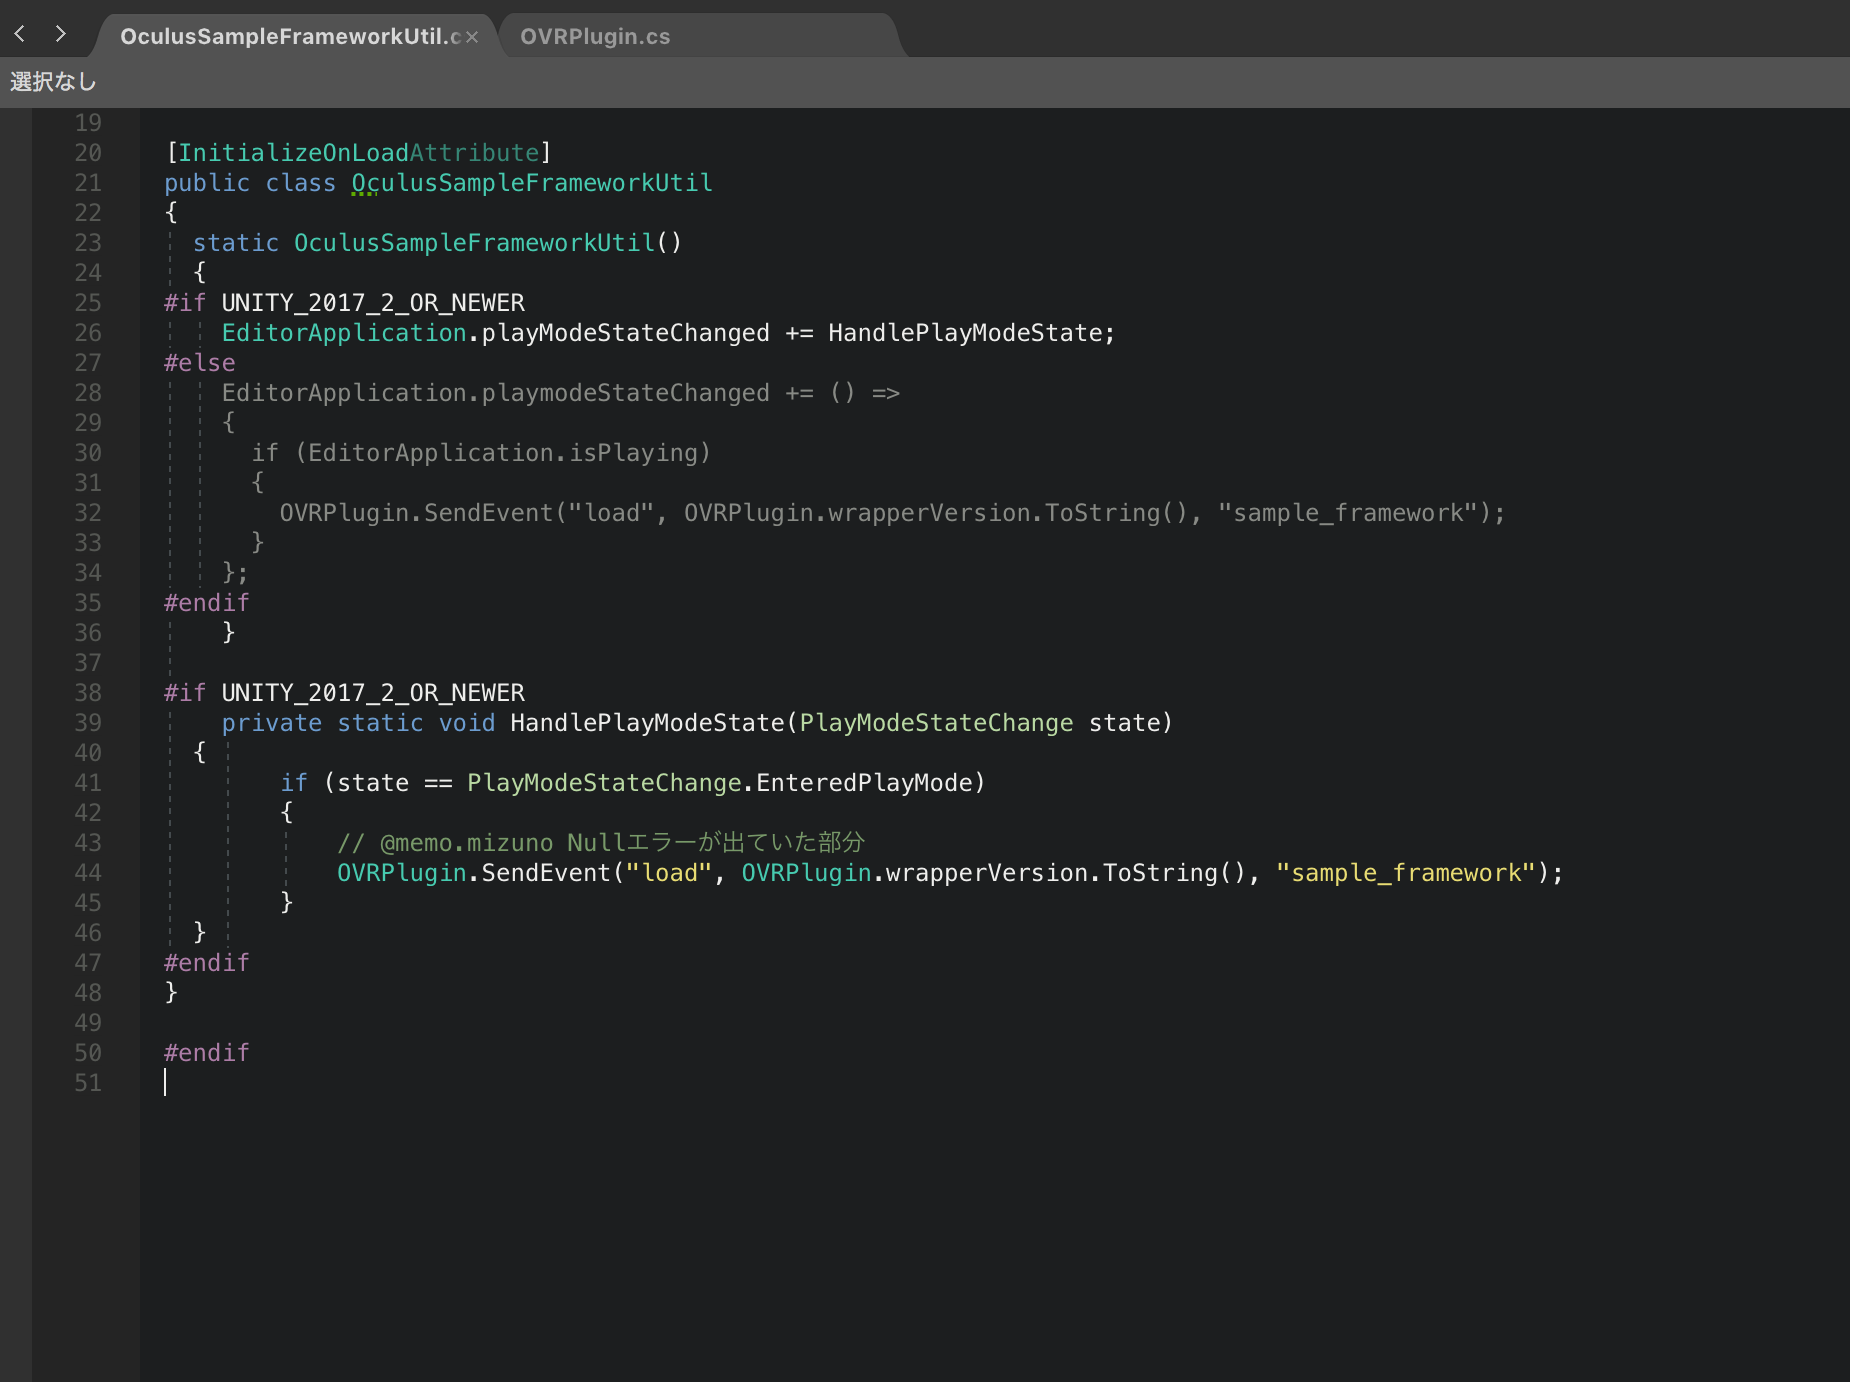 OculusSampleFrameworkUtil.c × OVRPlugin.cs
選択なし
19
20 [InitializeOnLoadAttribute]
21 public class OculusSampleFrameworkUtil
22 {
23   static OculusSampleFrameworkUtil()
24   {
25 #if UNITY_2017_2_OR_NEWER
26     EditorApplication.playModeStateChanged += HandlePlayModeState;
27 #else
28     EditorApplication.playmodeStateChanged += () =>
29     {
30       if (EditorApplication.isPlaying)
31       {
32         OVRPlugin.SendEvent("load", OVRPlugin.wrapperVersion.ToString(), "sample_framework");
33       }
34     };
35 #endif
36     }
37
38 #if UNITY_2017_2_OR_NEWER
39     private static void HandlePlayModeState(PlayModeStateChange state)
40   {
41         if (state == PlayModeStateChange.EnteredPlayMode)
42         {
43             // @memo.mizuno Nullエラーが出ていた部分
44             OVRPlugin.SendEvent("load", OVRPlugin.wrapperVersion.ToString(), "sample_framework");
45         }
46   }
47 #endif
48 }
49
50 #endif
51